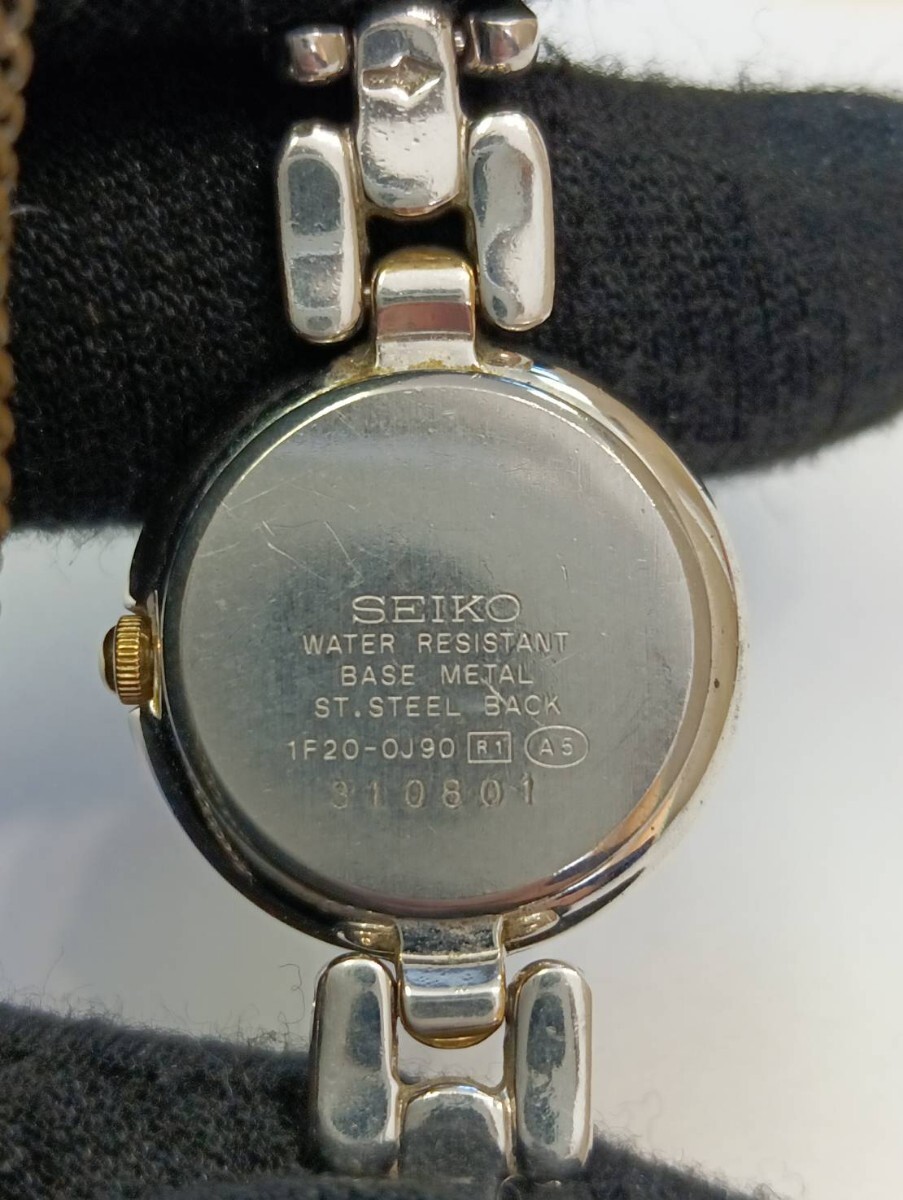 SEIKO
WATER RESISTANT
BASE METAL
ST.STEEL BACK
1F20-0J90 R1 A5
310801